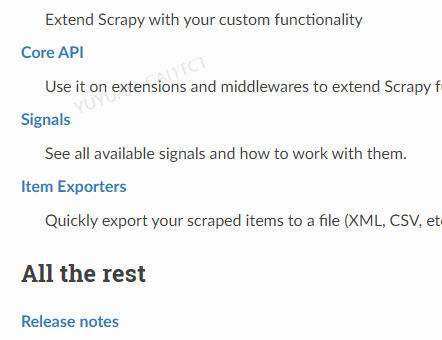 Extend Scrapy with your custom functionality
Core API
Use it on extensions and middlewares to extend Scrapy
Signals
See all available signals and how to work with them.
Item Exporters
Quickly export your scraped items to a file (XML, CSV,
All the rest
Release notes